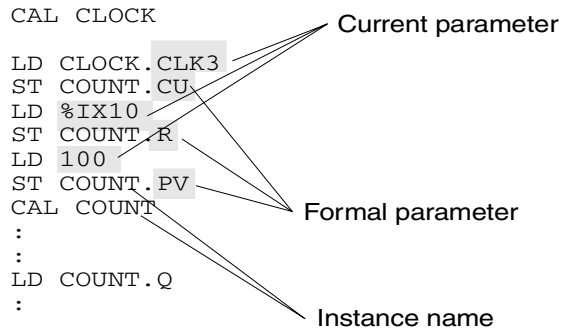 CAL CLOCK
Current parameter
LD CLOCK.CLK3
ST COUNT.CU
LD %IX10
ST COUNT.R
LD 100
ST COUNT.PV
CAL COUNT
Formal parameter
:
:
LD COUNT.Q
:
Instance name